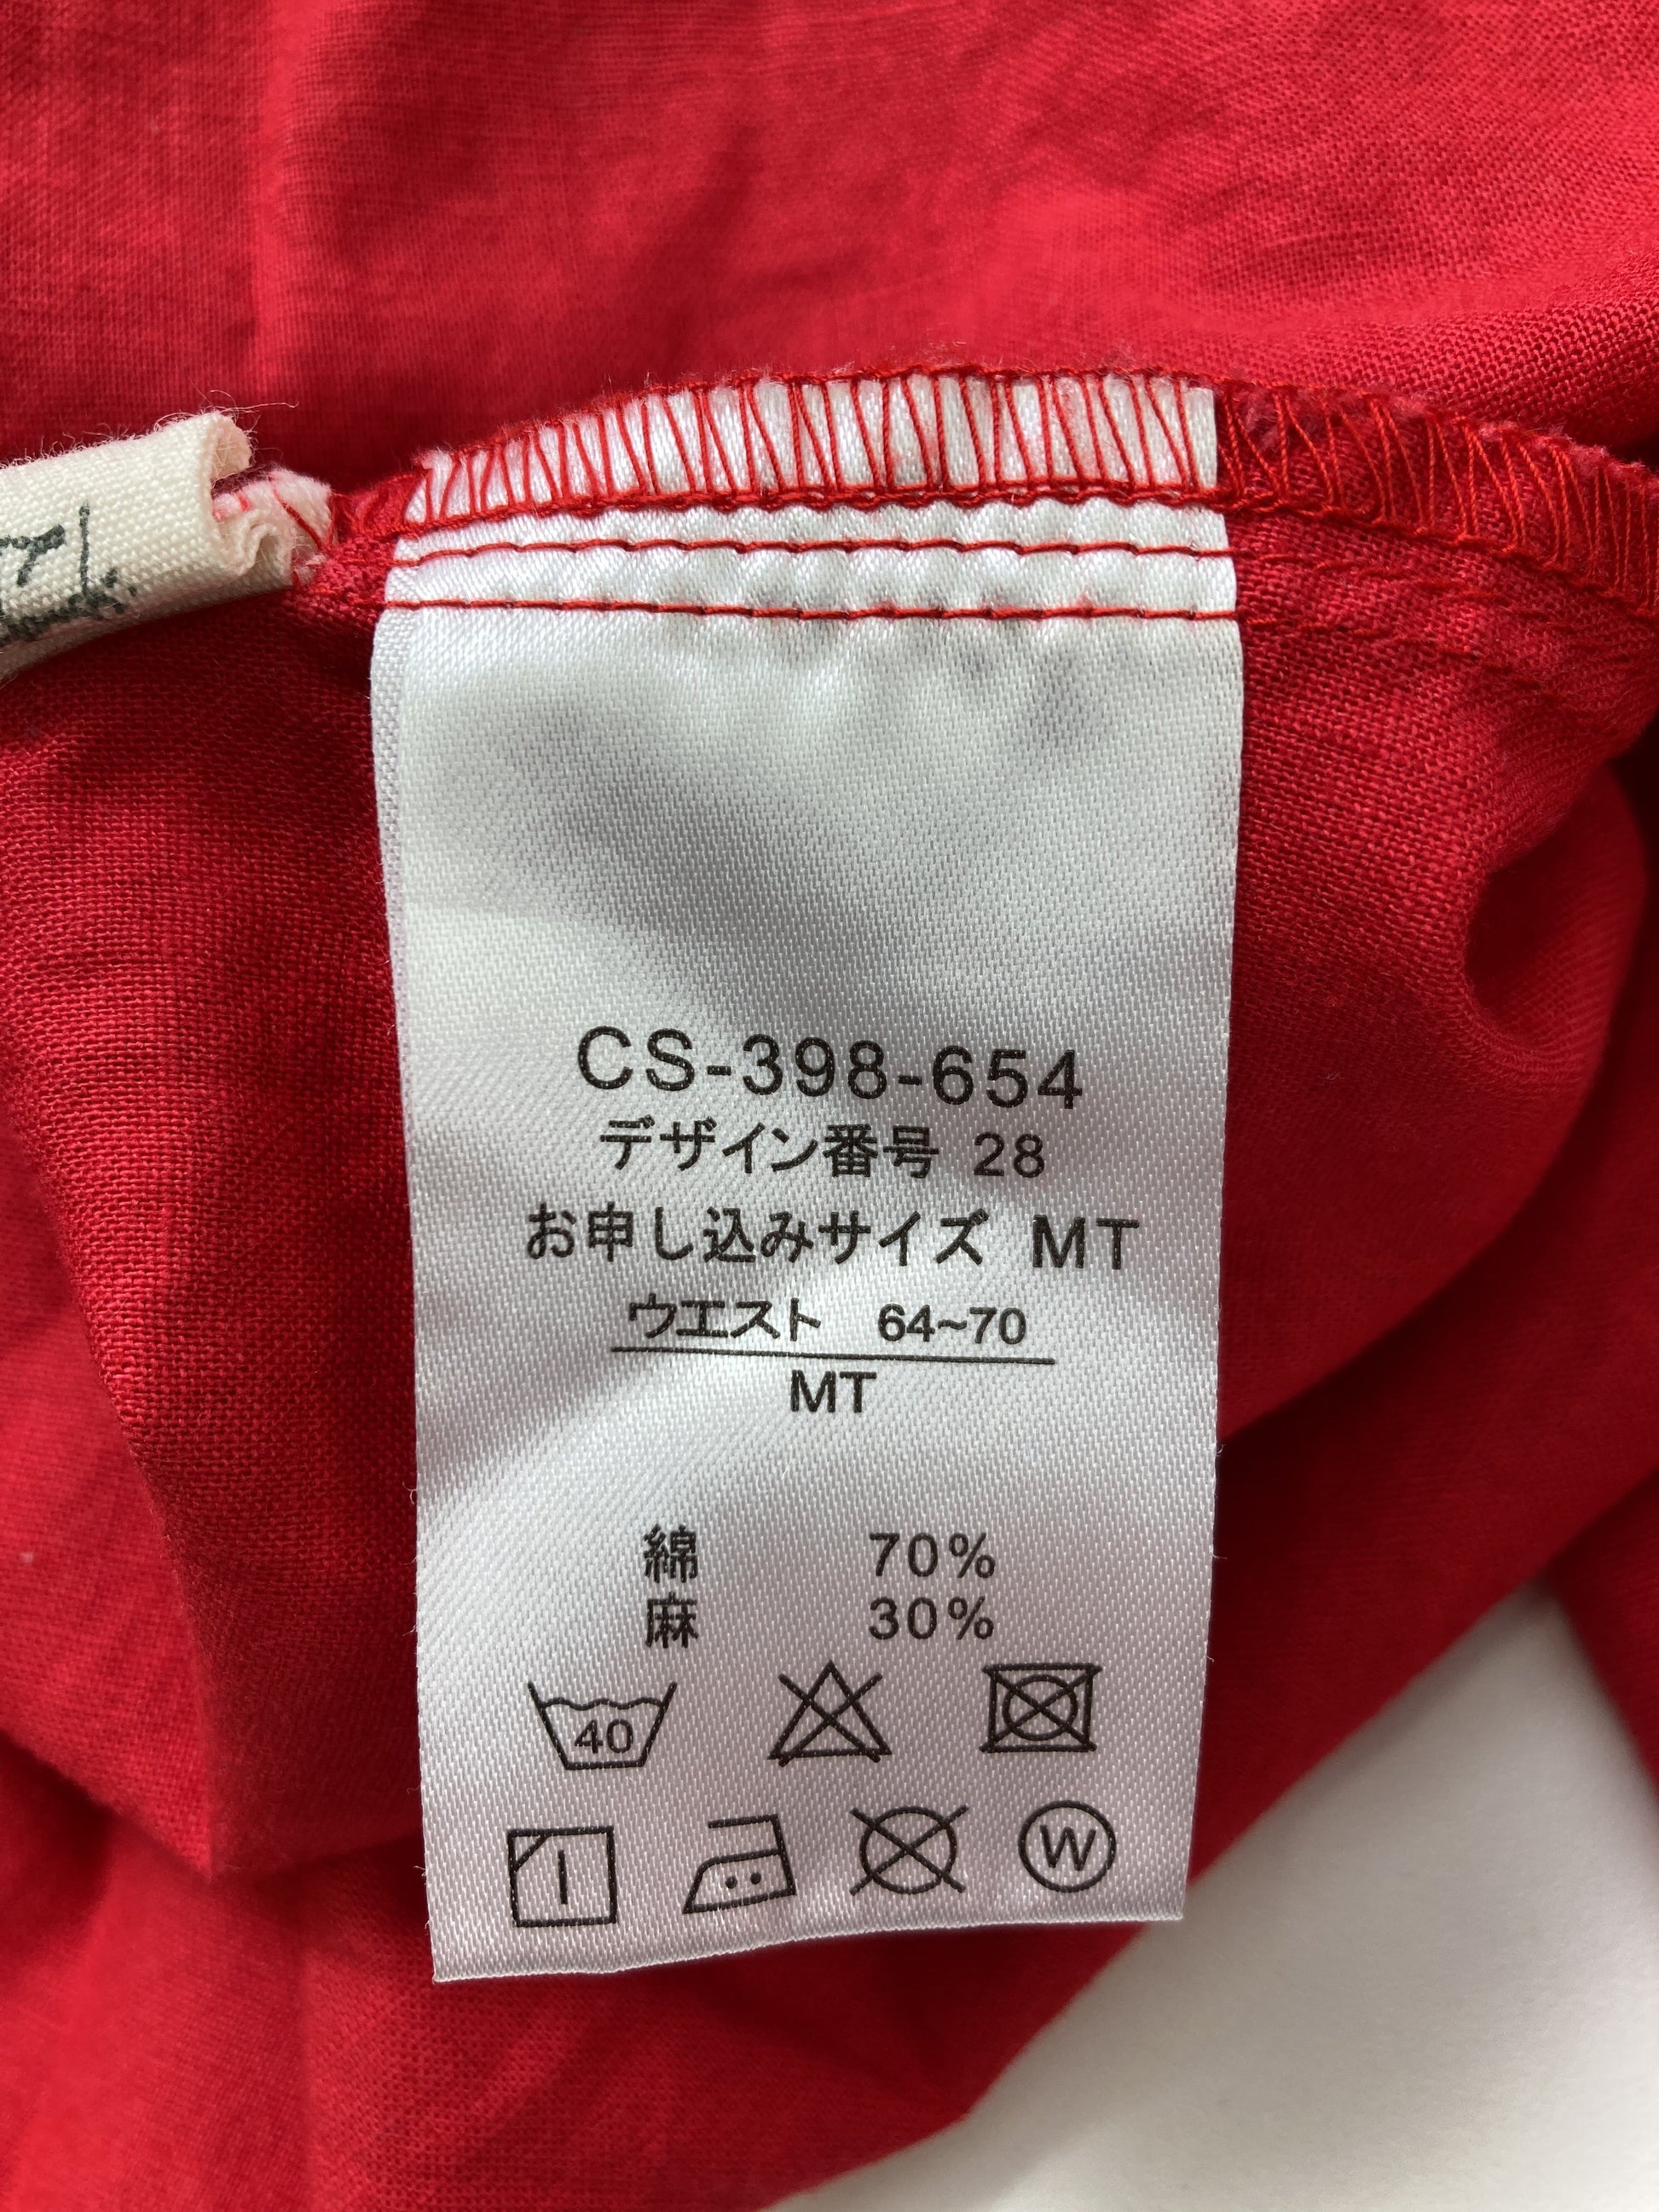 CS-398-654
デザイン番号 28
お申し込みサイズ MT
ウエスト 64~70
MT
綿 70%
麻 30%
40
W